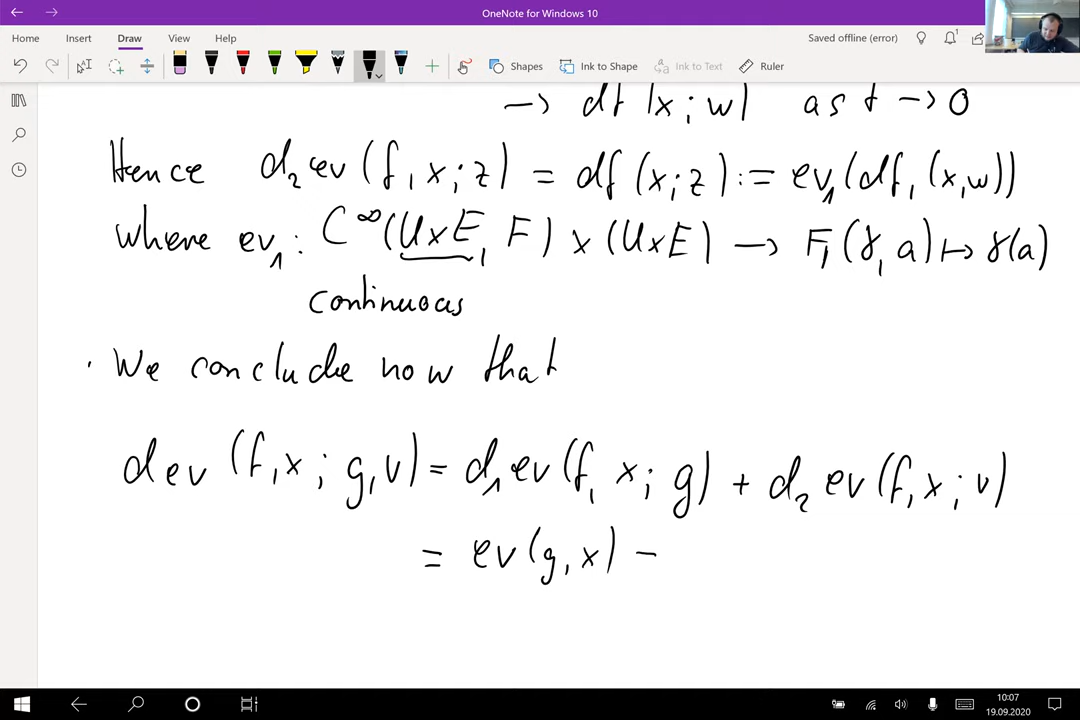 OneNote for Windows 10
Home Insert Draw View Help
Saved offline (error)
Shapes Ink to Shape Ink to Text Ruler
→ df(x; w) as t → 0
Hence d₂ev(f, x; z) = df(x; z) := ev₁(df, (x,w))
where ev₁ : C^∞(U×E, F) × (U×E) → F, (γ, a) ↦ γ(a)
continuous
· We conclude now that
dev(f, x; g, v) = d₁ev(f, x; g) + d₂ev(f, x; v)
= ev(g, x) −
10:07
19.09.2020